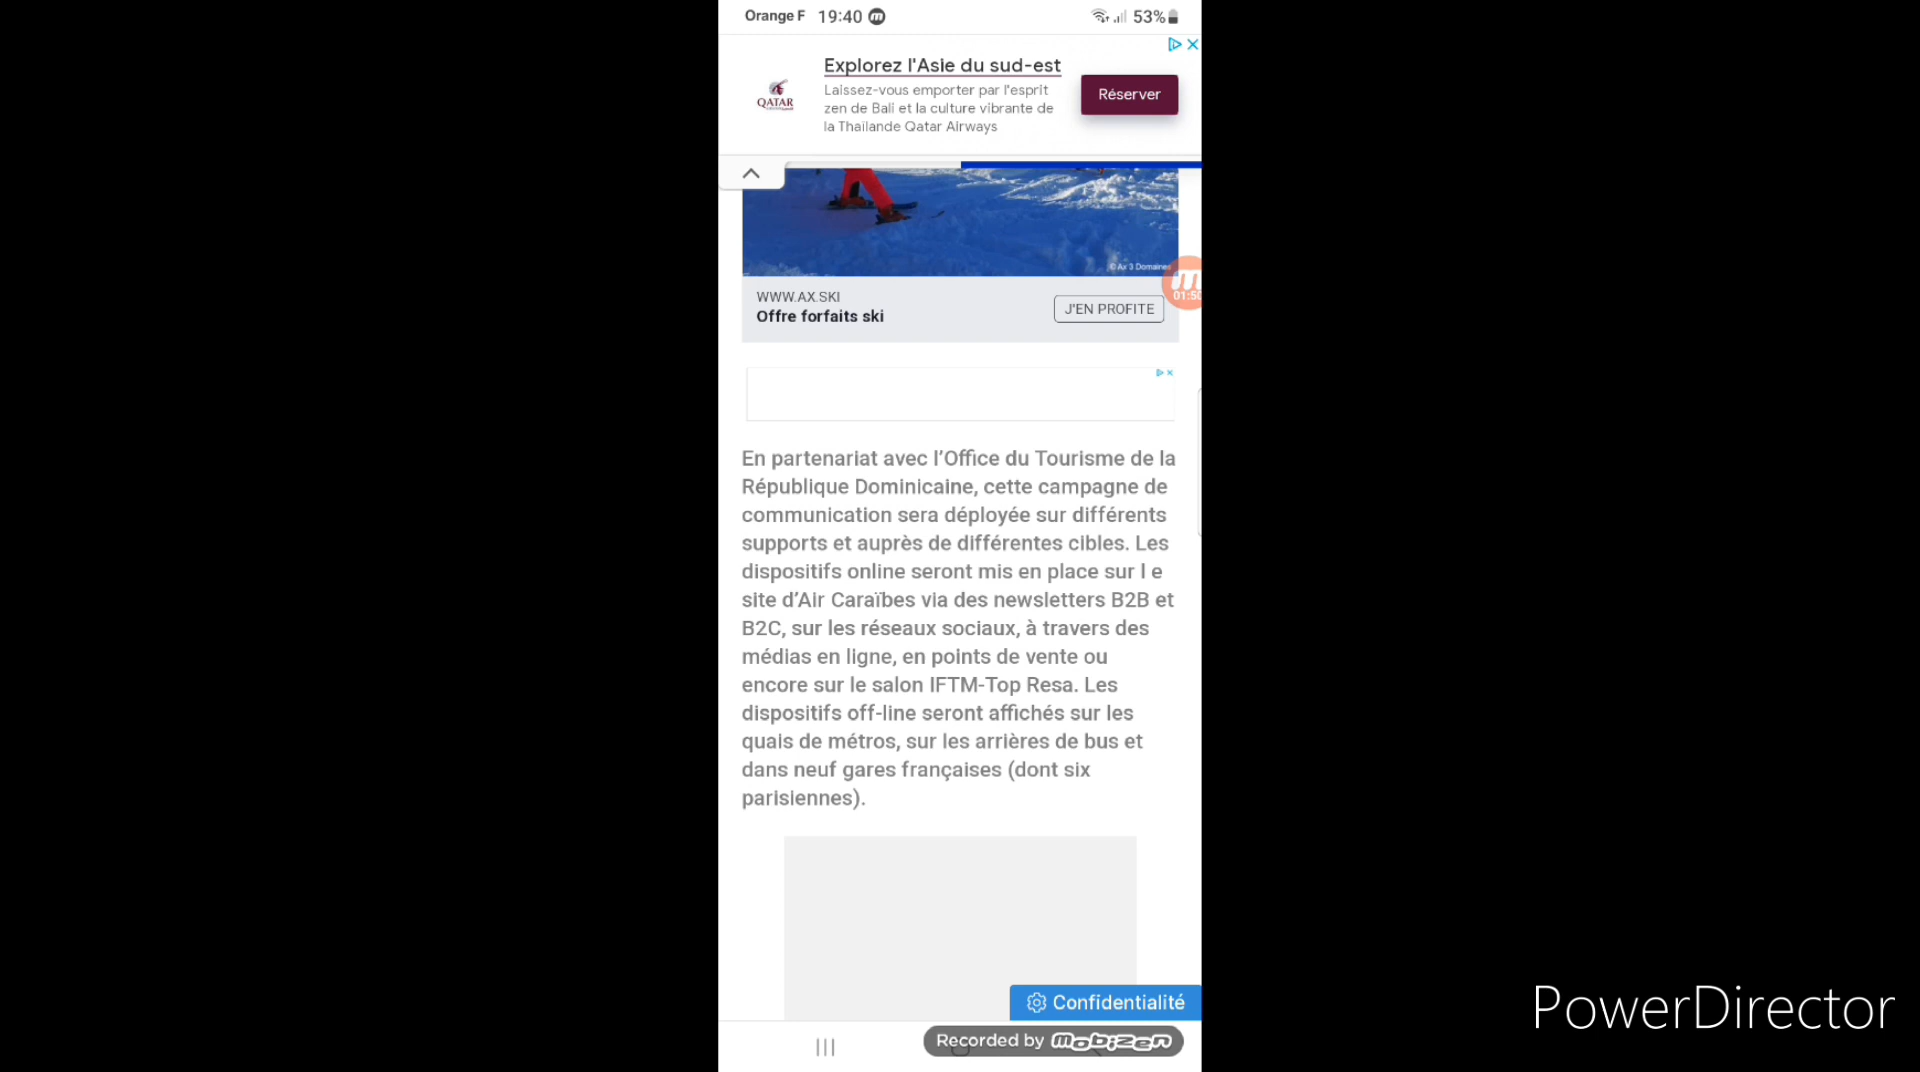 Orange F 19:40
53%
Explorez l'Asie du sud-est
Laissez-vous emporter par l'esprit
zen de Bali et la culture vibrante de
la Thaïlande Qatar Airways
QATAR
Réserver
© Ax 3 Domaines
01:50
WWW.AX.SKI
Offre forfaits ski
J'EN PROFITE
En partenariat avec l’Office du Tourisme de la
République Dominicaine, cette campagne de
communication sera déployée sur différents
supports et auprès de différentes cibles. Les
dispositifs online seront mis en place sur l e
site d’Air Caraïbes via des newsletters B2B et
B2C, sur les réseaux sociaux, à travers des
médias en ligne, en points de vente ou
encore sur le salon IFTM-Top Resa. Les
dispositifs off-line seront affichés sur les
quais de métros, sur les arrières de bus et
dans neuf gares françaises (dont six
parisiennes).
Confidentialité
Recorded by mobizen
PowerDirector